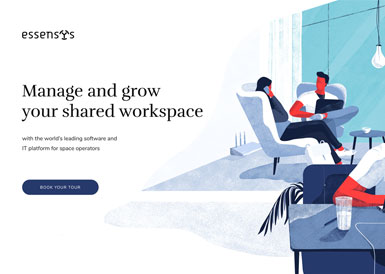 essensys
Manage and grow
your shared workspace
with the world's leading software and
IT platform for space operators
BOOK YOUR TOUR